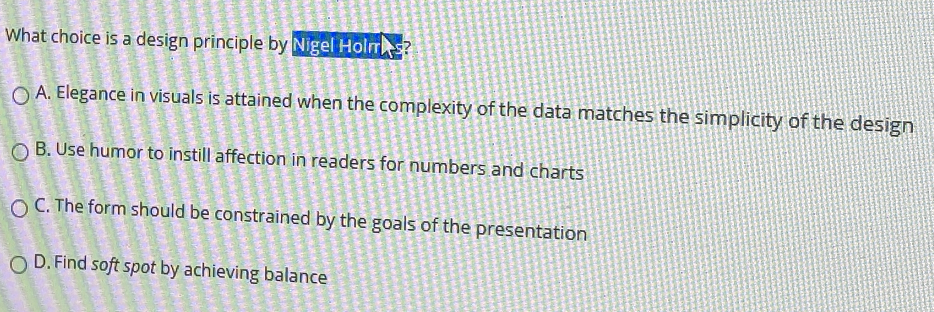 What choice is a design principle by Nigel Holmes?
A. Elegance in visuals is attained when the complexity of the data matches the simplicity of the design
B. Use humor to instill affection in readers for numbers and charts
C. The form should be constrained by the goals of the presentation
D. Find soft spot by achieving balance